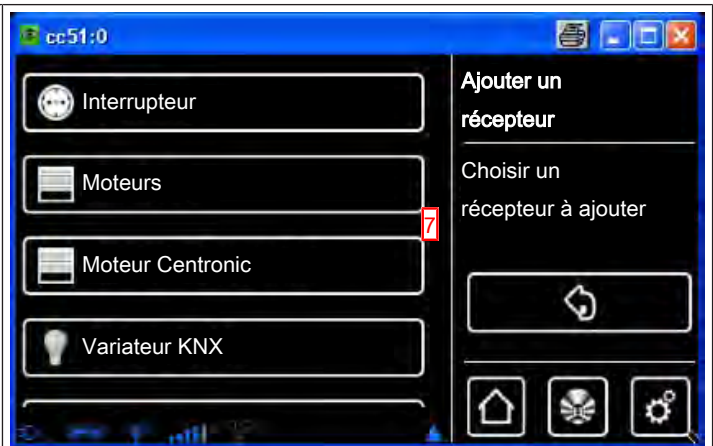 cc51:0
Interrupteur
Moteurs
Moteur Centronic
Variateur KNX
7
Ajouter un
récepteur
Choisir un
récepteur à ajouter